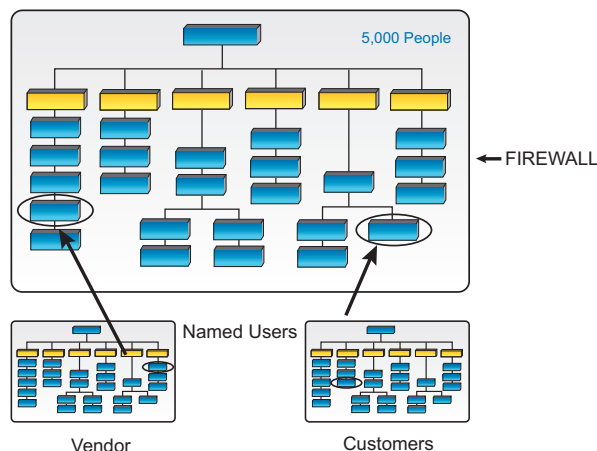 5,000 People
FIREWALL
Named Users
Vendor
Customers